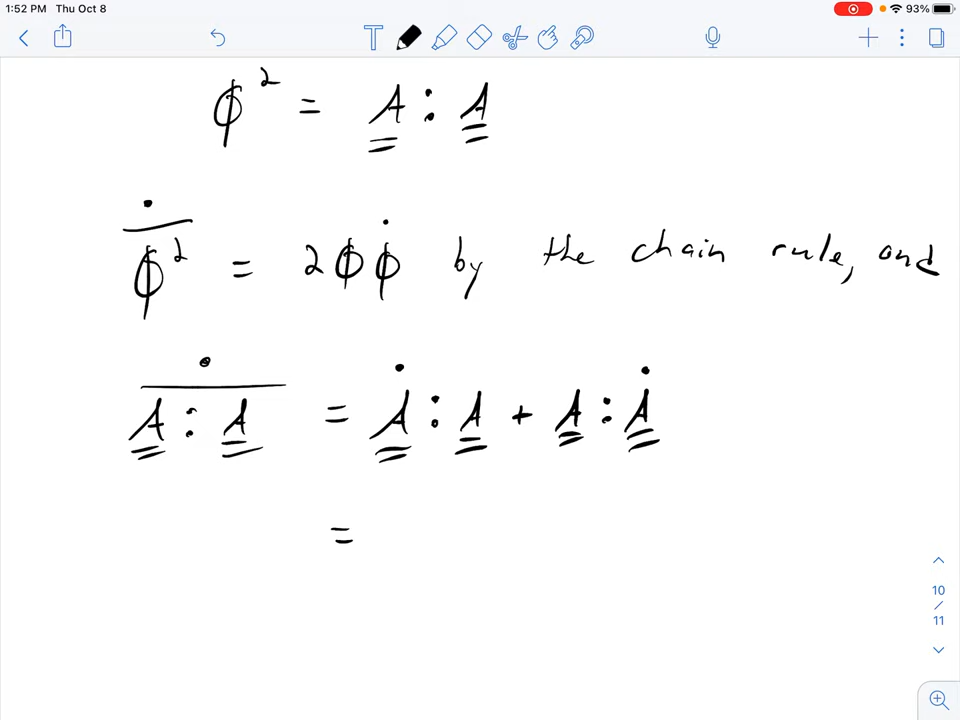 1:52 PM Thu Oct 8 93%
ϕ² = A̳ : A̳
˙(ϕ²) = 2ϕϕ̇ by the chain rule, and
˙(A̳ : A̳) = Ȧ̳ : A̳ + A̳ : Ȧ̳
=
10
/
11